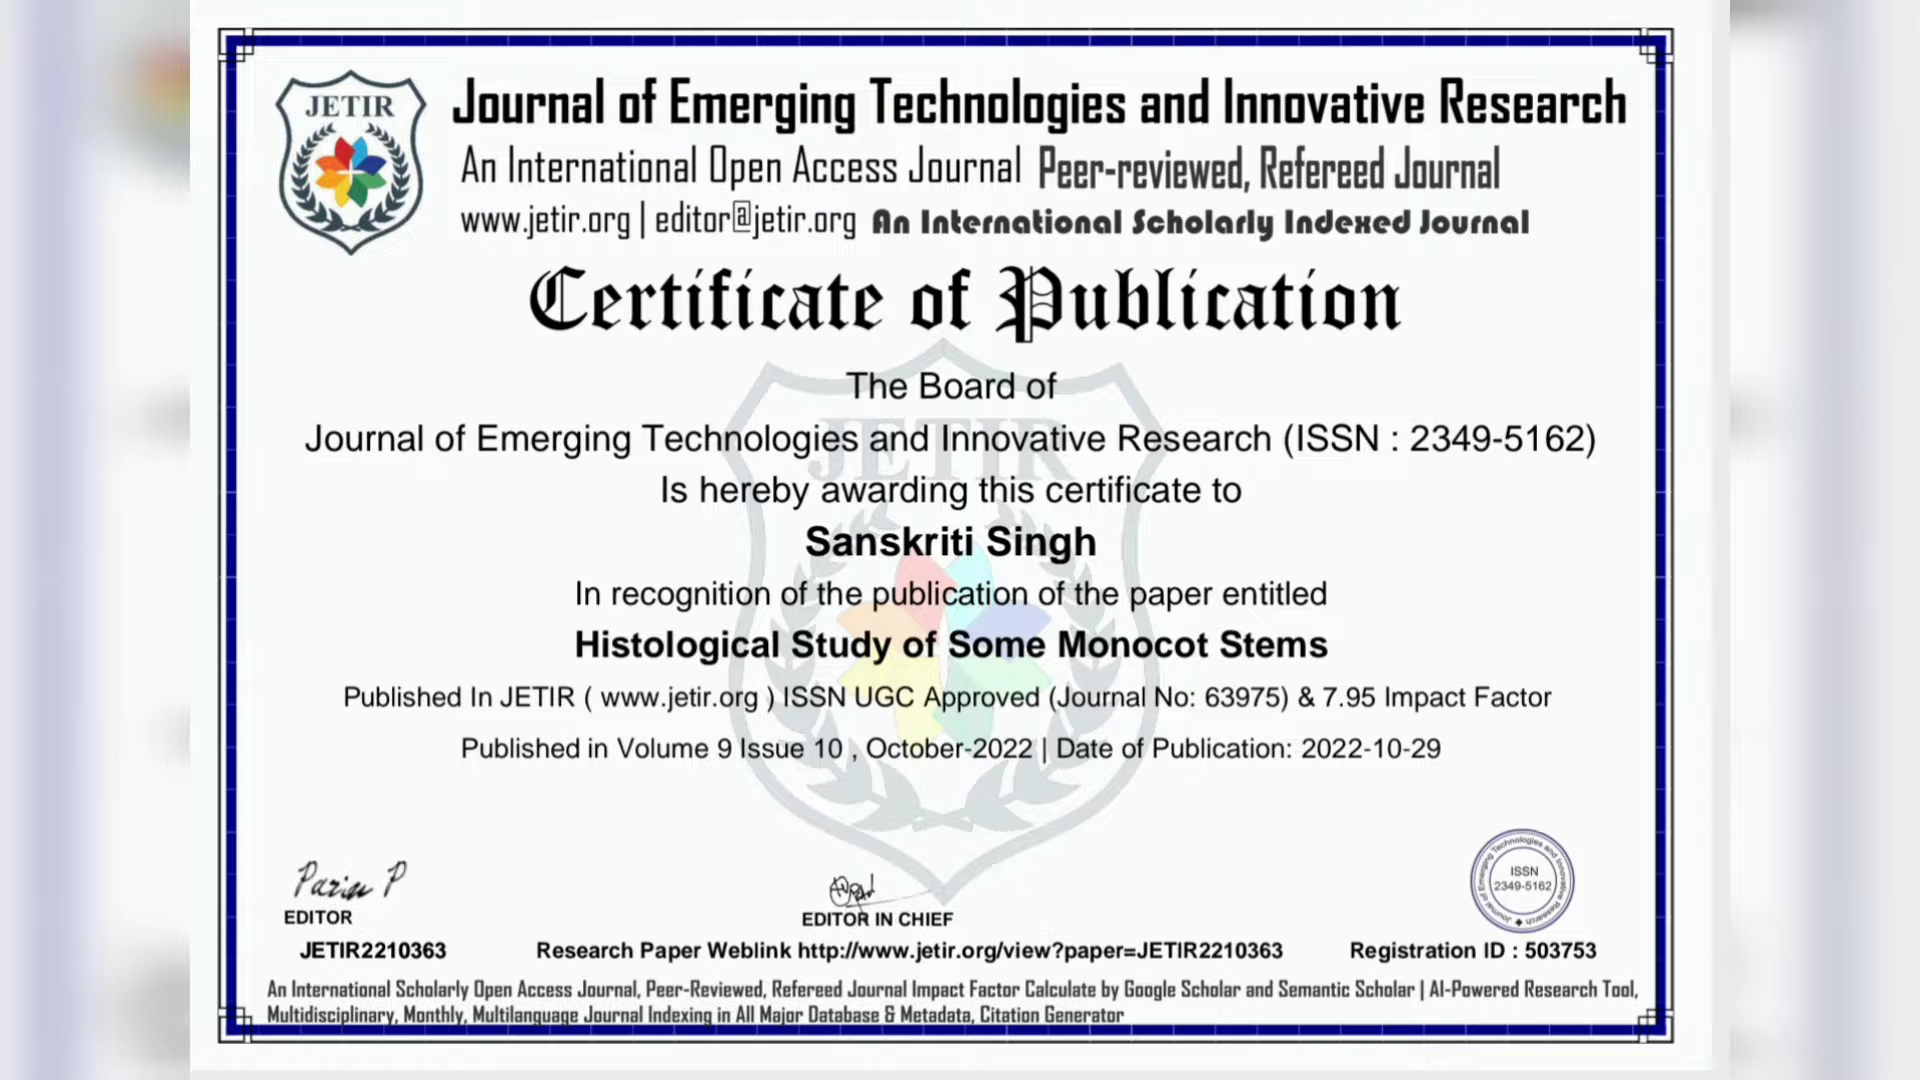 JETIR
Journal of Emerging Technologies and Innovative Research
An International Open Access Journal Peer-reviewed, Refereed Journal
www.jetir.org | editor@jetir.org An International Scholarly Indexed Journal
Certificate of Publication
The Board of
Journal of Emerging Technologies and Innovative Research (ISSN : 2349-5162)
Is hereby awarding this certificate to
Sanskriti Singh
In recognition of the publication of the paper entitled
Histological Study of Some Monocot Stems
Published In JETIR ( www.jetir.org ) ISSN UGC Approved (Journal No: 63975) & 7.95 Impact Factor
Published in Volume 9 Issue 10 , October-2022 | Date of Publication: 2022-10-29
JETIR
EDITOR
EDITOR IN CHIEF
Journal of Emerging Technologies and Innovative Research
ISSN
2349-5162
JETIR2210363 Research Paper Weblink http://www.jetir.org/view?paper=JETIR2210363 Registration ID : 503753
An International Scholarly Open Access Journal, Peer-Reviewed, Refereed Journal Impact Factor Calculate by Google Scholar and Semantic Scholar | AI-Powered Research Tool,
Multidisciplinary, Monthly, Multilanguage Journal Indexing in All Major Database & Metadata, Citation Generator